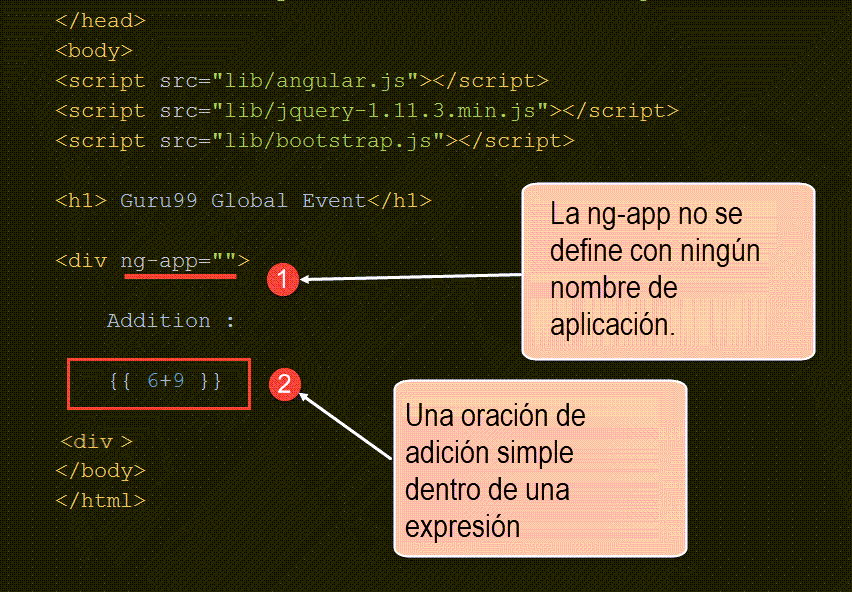 </head>
<body>
<script src="lib/angular.js"></script>
<script src="lib/jquery-1.11.3.min.js"></script>
<script src="lib/bootstrap.js"></script>
<h1> Guru99 Global Event</h1>
<div ng-app="">
1
La ng-app no se
define con ningún
nombre de
aplicación.
Addition :
{{ 6+9 }}
2
Una oración de
adición simple
dentro de una
expresión
<div >
</body>
</html>